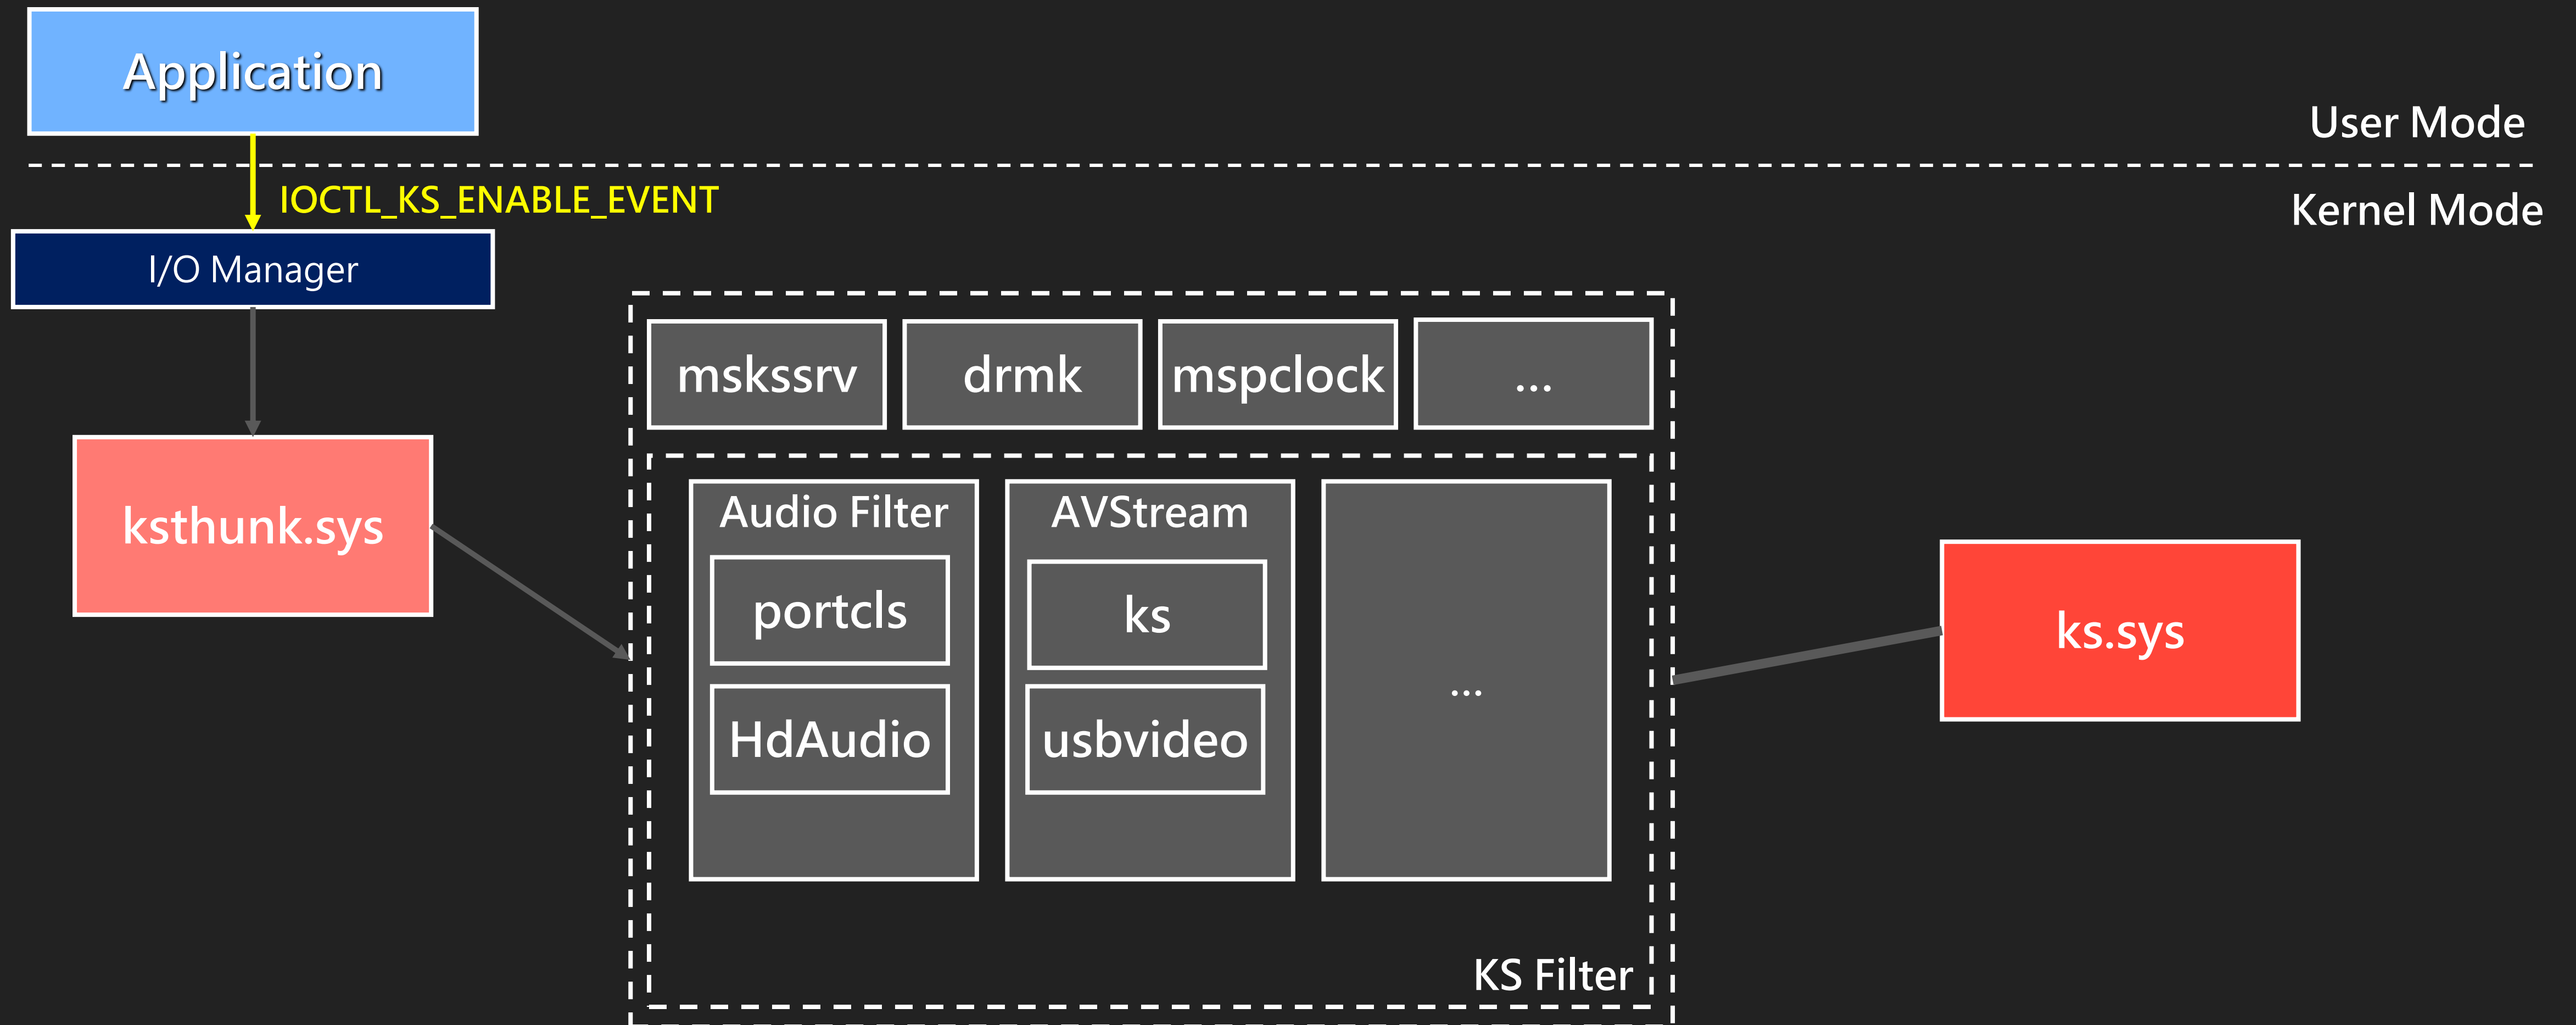 Application
User Mode
IOCTL_KS_ENABLE_EVENT
Kernel Mode
I/O Manager
mskssrv
drmk
mspclock
...
ksthunk.sys
Audio Filter
AVStream
portcls
ks
HdAudio
usbvideo
...
ks.sys
KS Filter